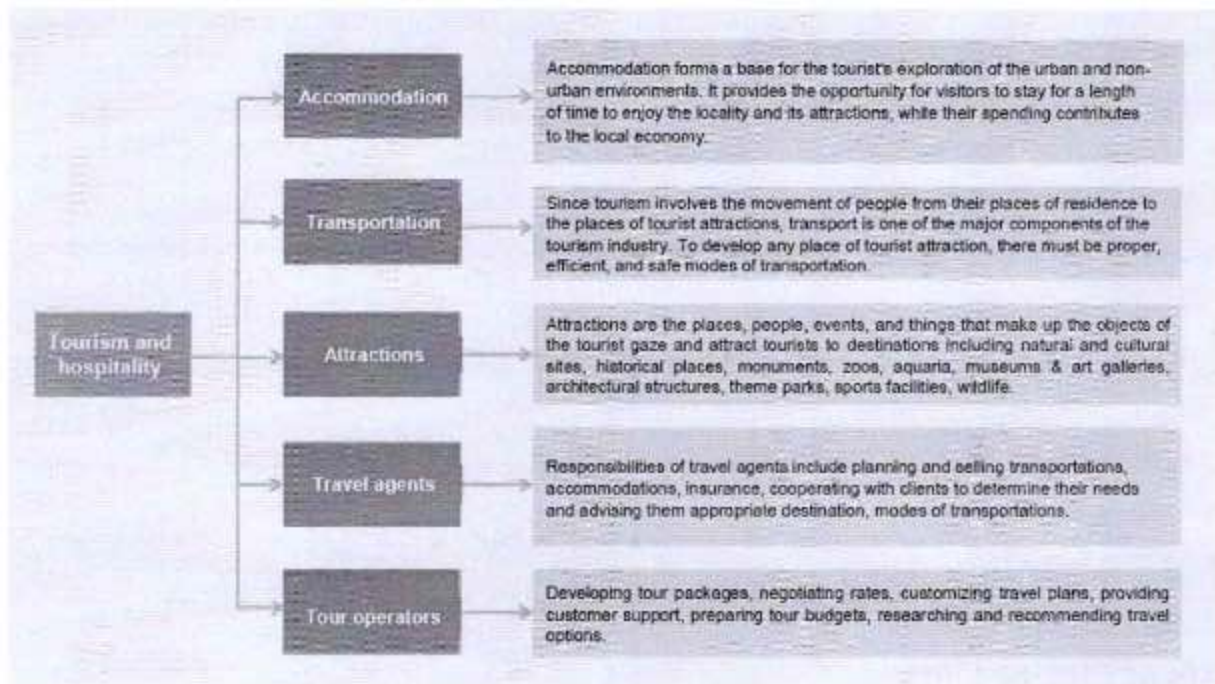 Tourism and
hospitality
Accommodation
Accommodation forms a base for the tourist's exploration of the urban and non-
urban environments. It provides the opportunity for visitors to stay for a length
of time to enjoy the locality and its attractions, while their spending contributes
to the local economy.
Transportation
Since tourism involves the movement of people from their places of residence to
the places of tourist attractions, transport is one of the major components of the
tourism industry. To develop any place of tourist attraction, there must be proper,
efficient, and safe modes of transportation.
Attractions
Attractions are the places, people, events, and things that make up the objects of
the tourist gaze and attract tourists to destinations including natural and cultural
sites, historical places, monuments, zoos, aquaria, museums & art galleries,
architectural structures, theme parks, sports facilities, wildlife.
Travel agents
Responsibilities of travel agents include planning and selling transportations,
accommodations, insurance, cooperating with clients to determine their needs
and advising them appropriate destination, modes of transportations.
Tour operators
Developing tour packages, negotiating rates, customizing travel plans, providing
customer support, preparing tour budgets, researching and recommending travel
options.